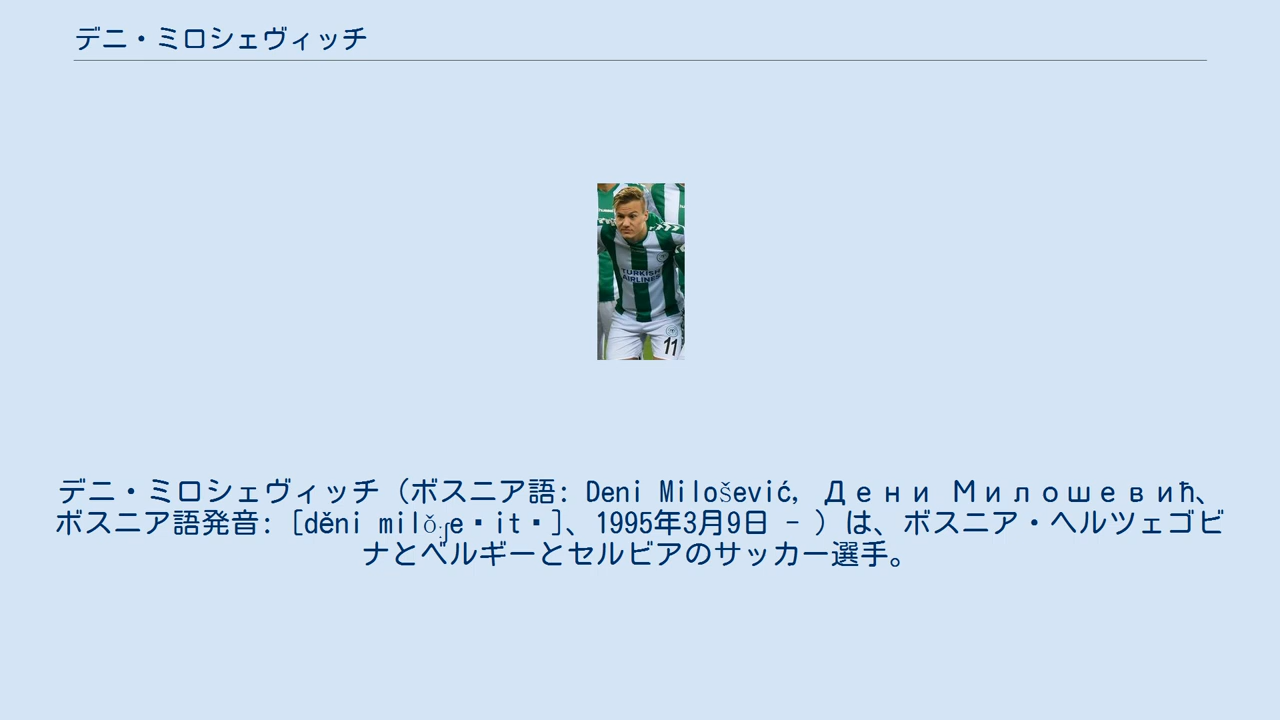 デニ・ミロシェヴィッチ
TURKISH
AIRLINES
11
デニ・ミロシェヴィッチ（ボスニア語: Deni Milošević, Дени Милошевић、
ボスニア語発音: [děni milǒːʃe▪it▪]、1995年3月9日 - ）は、ボスニア・ヘルツェゴビ
ナとベルギーとセルビアのサッカー選手。